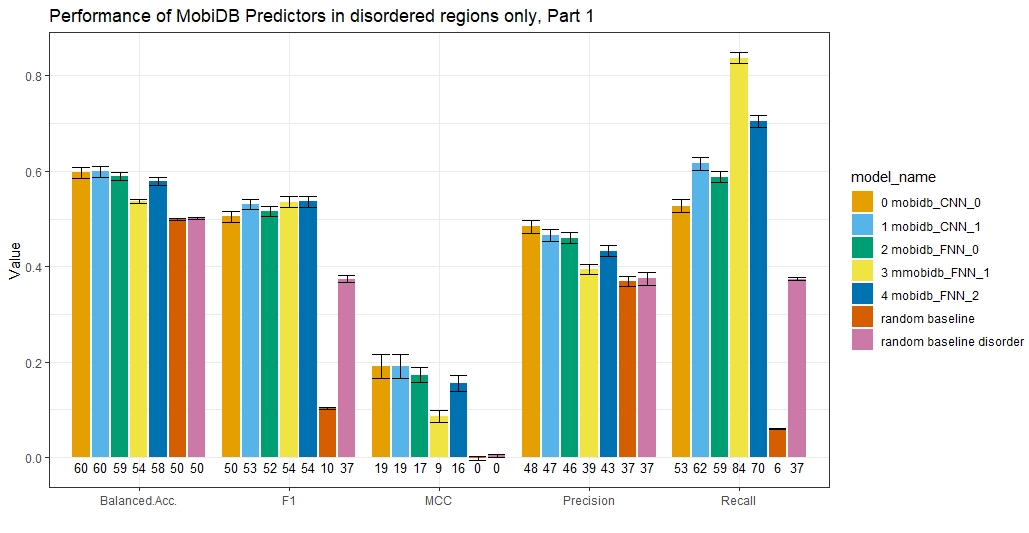 Performance of MobiDB Predictors in disordered regions only, Part 1
Value
0.8
0.6
0.4
0.2
0.0
60 60 59 54 58 50 50 50 53 52 54 54 10 37 19 19 17 9 16 0 0 48 47 46 39 43 37 37 53 62 59 84 70 6 37
Balanced.Acc. F1 MCC Precision Recall
model_name
0 mobidb_CNN_0
1 mobidb_CNN_1
2 mobidb_FNN_0
3 mmobidb_FNN_1
4 mobidb_FNN_2
random baseline
random baseline disorder